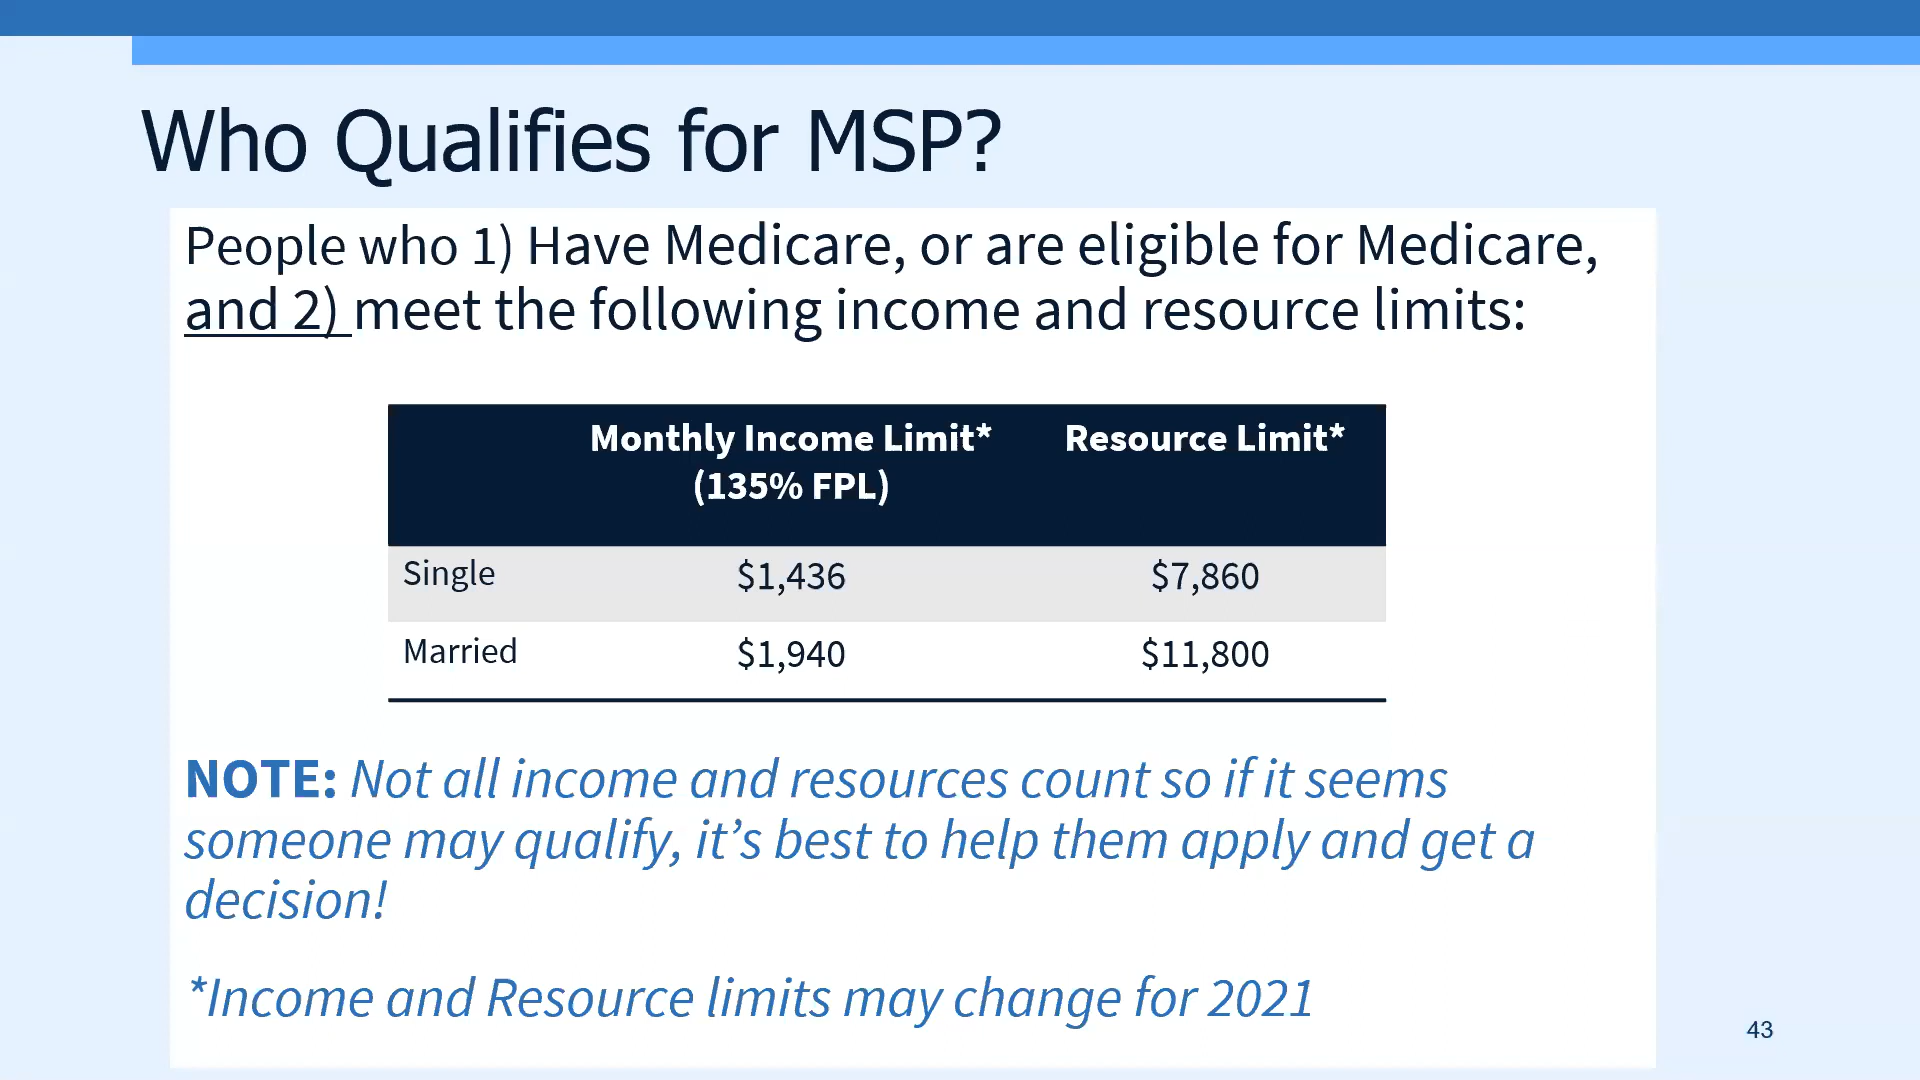 Who Qualifies for MSP?
People who 1) Have Medicare, or are eligible for Medicare,
and 2) meet the following income and resource limits:
Monthly Income Limit* Resource Limit*
(135% FPL)
Single $1,436 $7,860
Married $1,940 $11,800
NOTE: Not all income and resources count so if it seems
someone may qualify, it’s best to help them apply and get a
decision!
*Income and Resource limits may change for 2021
43